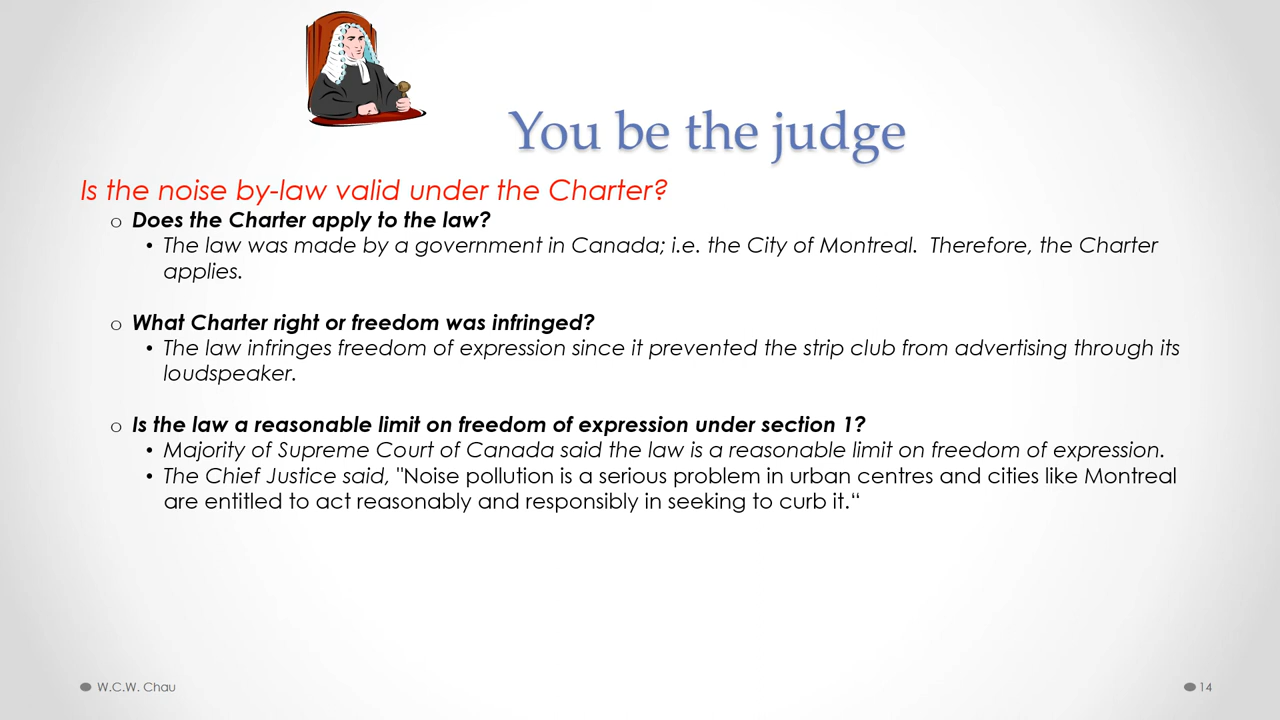 You be the judge
Is the noise by-law valid under the Charter?
o Does the Charter apply to the law?
• The law was made by a government in Canada; i.e. the City of Montreal.  Therefore, the Charter
applies.
o What Charter right or freedom was infringed?
• The law infringes freedom of expression since it prevented the strip club from advertising through its
loudspeaker.
o Is the law a reasonable limit on freedom of expression under section 1?
• Majority of Supreme Court of Canada said the law is a reasonable limit on freedom of expression.
• The Chief Justice said, "Noise pollution is a serious problem in urban centres and cities like Montreal
are entitled to act reasonably and responsibly in seeking to curb it.“
W.C.W. Chau
14